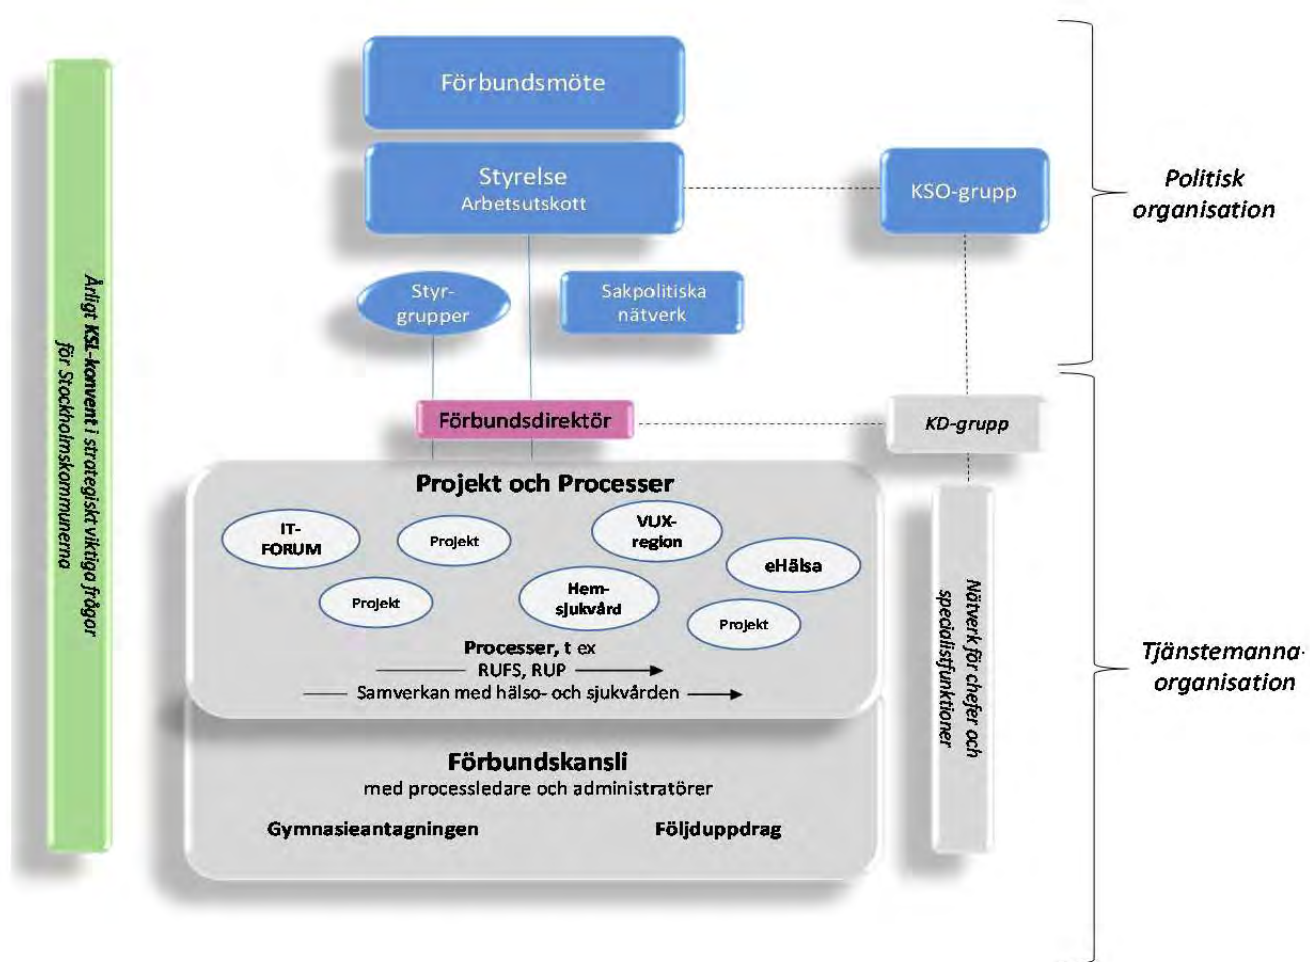 Förbundsmöte
Styrelse
Arbetsutskott
KSO-grupp
Politisk
organisation
Styr-
grupper
Sakpolitiska
nätverk
Årligt KSL-konvent i strategiskt viktiga frågor
för Stockholmskommunerna
Förbundsdirektör
KD-grupp
Projekt och Processer
IT-
FORUM
Projekt
VUX-
region
eHälsa
Projekt
Hem-
sjukvård
Projekt
Processer, t ex
RUFS, RUP
Samverkan med hälso- och sjukvården
Nätverk för chefer och
specialistfunktioner
Tjänstemanna-
organisation
Förbundskansli
med processledare och administratörer
Gymnasieantagningen
Följduppdrag